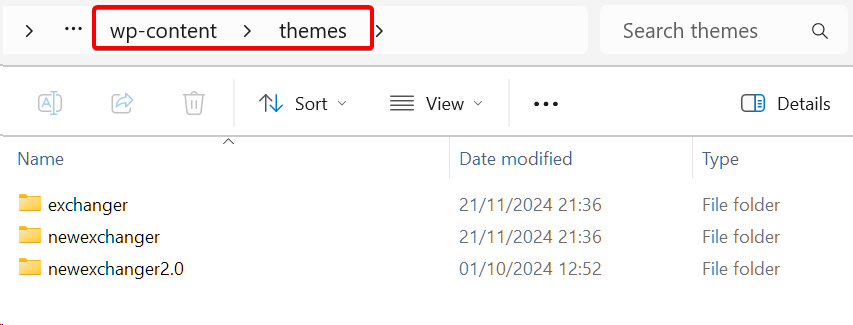 wp-content themes
Search themes
Sort View Details
Name Date modified Type
exchanger 21/11/2024 21:36 File folder
newexchanger 21/11/2024 21:36 File folder
newexchanger2.0 01/10/2024 12:52 File folder